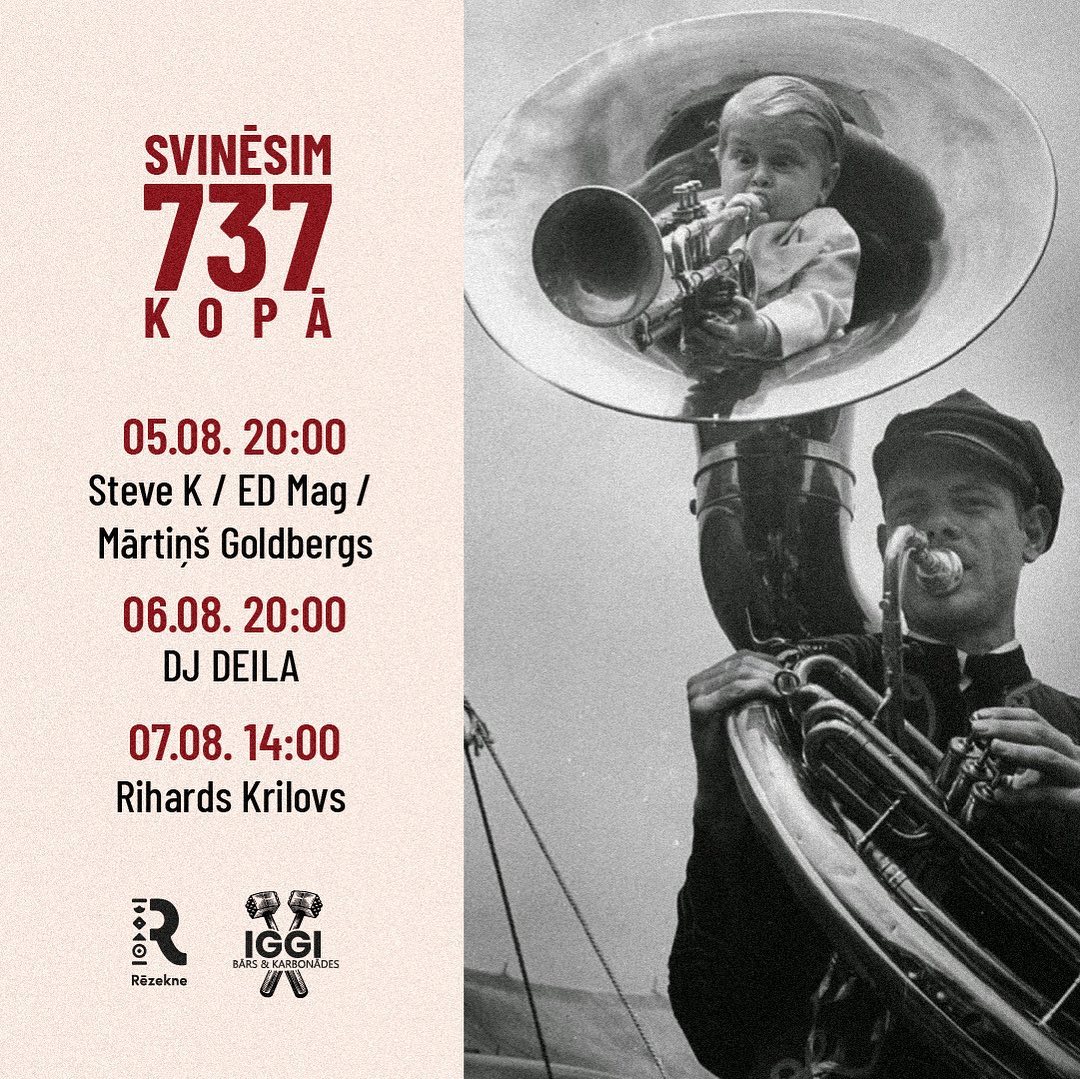 SVINĒSIM
737
KOPĀ
05.08. 20:00
Steve K / ED Mag /
Mārtiņš Goldbergs
06.08. 20:00
DJ DEILA
07.08. 14:00
Rihards Krilovs
R
Rēzekne
IGGI
BĀRS & KARBONĀDES